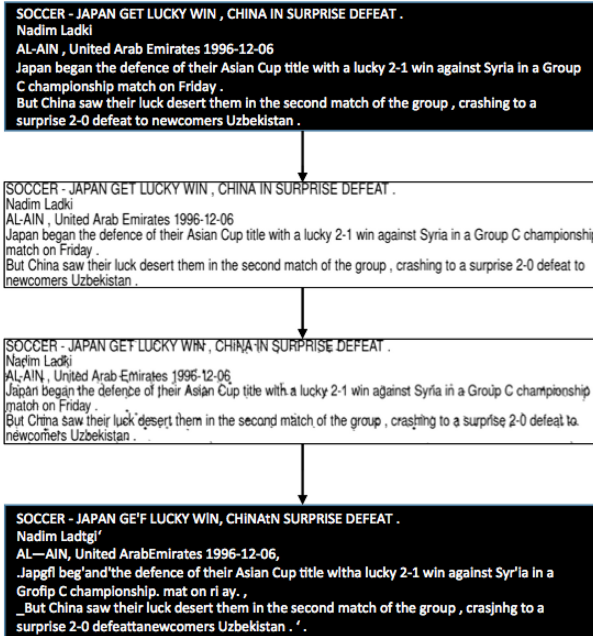 SOCCER - JAPAN GET LUCKY WIN , CHINA IN SURPRISE DEFEAT .
Nadim Ladki
AL-AIN , United Arab Emirates 1996-12-06
Japan began the defence of their Asian Cup title with a lucky 2-1 win against Syria in a Group
C championship match on Friday .
But China saw their luck desert them in the second match of the group , crashing to a
surprise 2-0 defeat to newcomers Uzbekistan .
SOCCER - JAPAN GET LUCKY WIN , CHINA IN SURPRISE DEFEAT .
Nadim Ladki
AL-AIN , United Arab Emirates 1996-12-06
Japan began the defence of their Asian Cup title with a lucky 2-1 win against Syria in a Group C championship
match on Friday .
But China saw their luck desert them in the second match of the group , crashing to a surprise 2-0 defeat to
newcomers Uzbekistan .
SOCCER - JAPAN GET LUCKY WIN , CHINA IN SURPRISE DEFEAT .
Nadim Ladki
AL-AIN , United Arab Emirates 1996-12-06
Japan began the defence of their Asian Cup title with a lucky 2-1 win against Syria in a Group C championship
match on Friday .
But China saw their luck desert them in the second match of the group , crashing to a surprise 2-0 defeat to
newcomers Uzbekistan .
SOCCER - JAPAN GE'F LUCKY WiN, CHiNAtN SURPRISE DEFEAT .
Nadim Ladtgi‘
AL—AIN, United ArabEmirates 1996-12-06,
.Japgfl beg'and'the defence of their Asian Cup title witha lucky 2-1 win against Syr'ia in a
Grofip C championship. mat on ri ay. ,
_But China saw their luck desert them in the second match of the group , crasjnhg to a
surprise 2-0 defeattanewcomers Uzbekistan . ‘ .